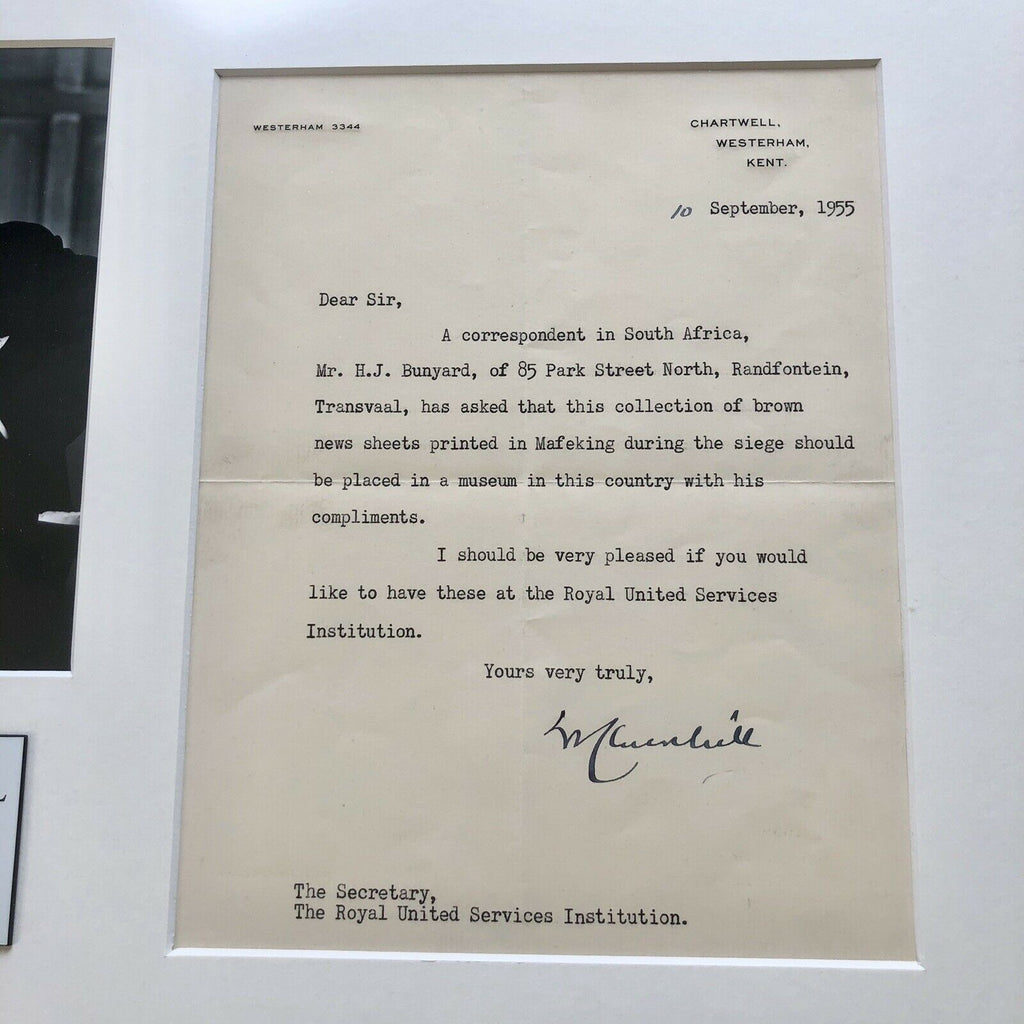 WESTERHAM 3344
CHARTWELL,
WESTERHAM,
KENT.
10 September, 1955
Dear Sir,
A correspondent in South Africa,
Mr. H.J. Bunyard, of 85 Park Street North, Randfontein,
Transvaal, has asked that this collection of brown
news sheets printed in Mafeking during the siege should
be placed in a museum in this country with his
compliments.
I should be very pleased if you would
like to have these at the Royal United Services
Institution.
Yours very truly,
W Churchill
The Secretary,
The Royal United Services Institution.